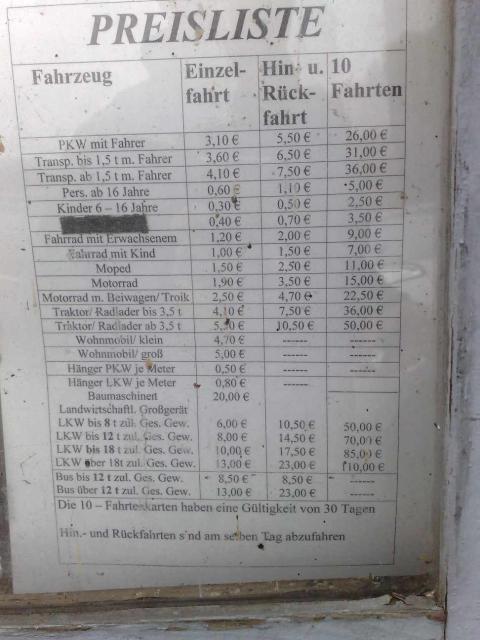 PREISLISTE
Fahrzeug Einzel- Hin- u. 10
fahrt Rück- Fahrten
fahrt
PKW mit Fahrer 3,10 € 5,50 € 26,00 €
Transp. bis 1,5 t m. Fahrer 3,60 € 6,50 € 31,00 €
Transp. ab 1,5 t m. Fahrer 4,10 € 7,50 € 36,00 €
Pers. ab 16 Jahre 0,60 € 1,10 € 5,00 €
Kinder 6 – 16 Jahre 0,30 € 0,50 € 2,50 €
0,40 € 0,70 € 3,50 €
Fahrrad mit Erwachsenem 1,20 € 2,00 € 9,00 €
Fahrrad mit Kind 1,00 € 1,50 € 7,00 €
Moped 1,50 € 2,50 € 11,00 €
Motorrad 1,90 € 3,50 € 15,00 €
Motorrad m. Beiwagen/ Troik 2,50 € 4,70 € 22,50 €
Traktor/ Radlader bis 3,5 t 4,10 € 7,50 € 36,00 €
Traktor/ Radlader ab 3,5 t 5,50 € 10,50 € 50,00 €
Wohnmobil/ klein 4,70 € ------ ------
Wohnmobil/ groß 5,00 € ------ ------
Hänger PKW je Meter 0,50 € ------ ------
Hänger LKW je Meter 0,80 € ------ ------
Baumaschinen 20,00 €
Landwirtschaftl. Großgerät
LKW bis 8 t zul. Ges. Gew. 6,00 € 10,50 € 50,00 €
LKW bis 12 t zul. Ges. Gew. 8,00 € 14,50 € 70,00 €
LKW bis 18 t zul. Ges. Gew. 10,00 € 17,50 € 85,00 €
LKW über 18t zul. Ges. Gew. 13,00 € 23,00 € 110,00 €
Bus bis 12 t zul. Ges. Gew. 8,50 € 8,50 € ------
Bus über 12 t zul. Ges. Gew. 13,00 € 23,00 € ------
Die 10 – Fahrtenkarten haben eine Gültigkeit von 30 Tagen
Hin.- und Rückfahrten sind am selben Tag abzufahren